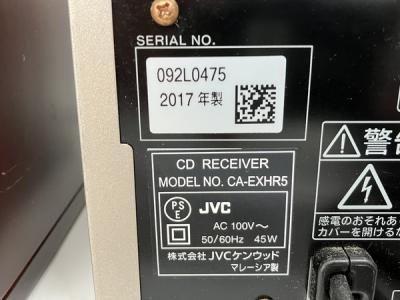 SERIAL NO.
092L0475
2017 年製
CD RECEIVER
MODEL NO. CA-EXHR5
PS
E
JVC
AC 100V～
50/60Hz 45W
株式会社 JVCケンウッド
マレーシア製
警告
感電のおそれあ
カバーを開けるな